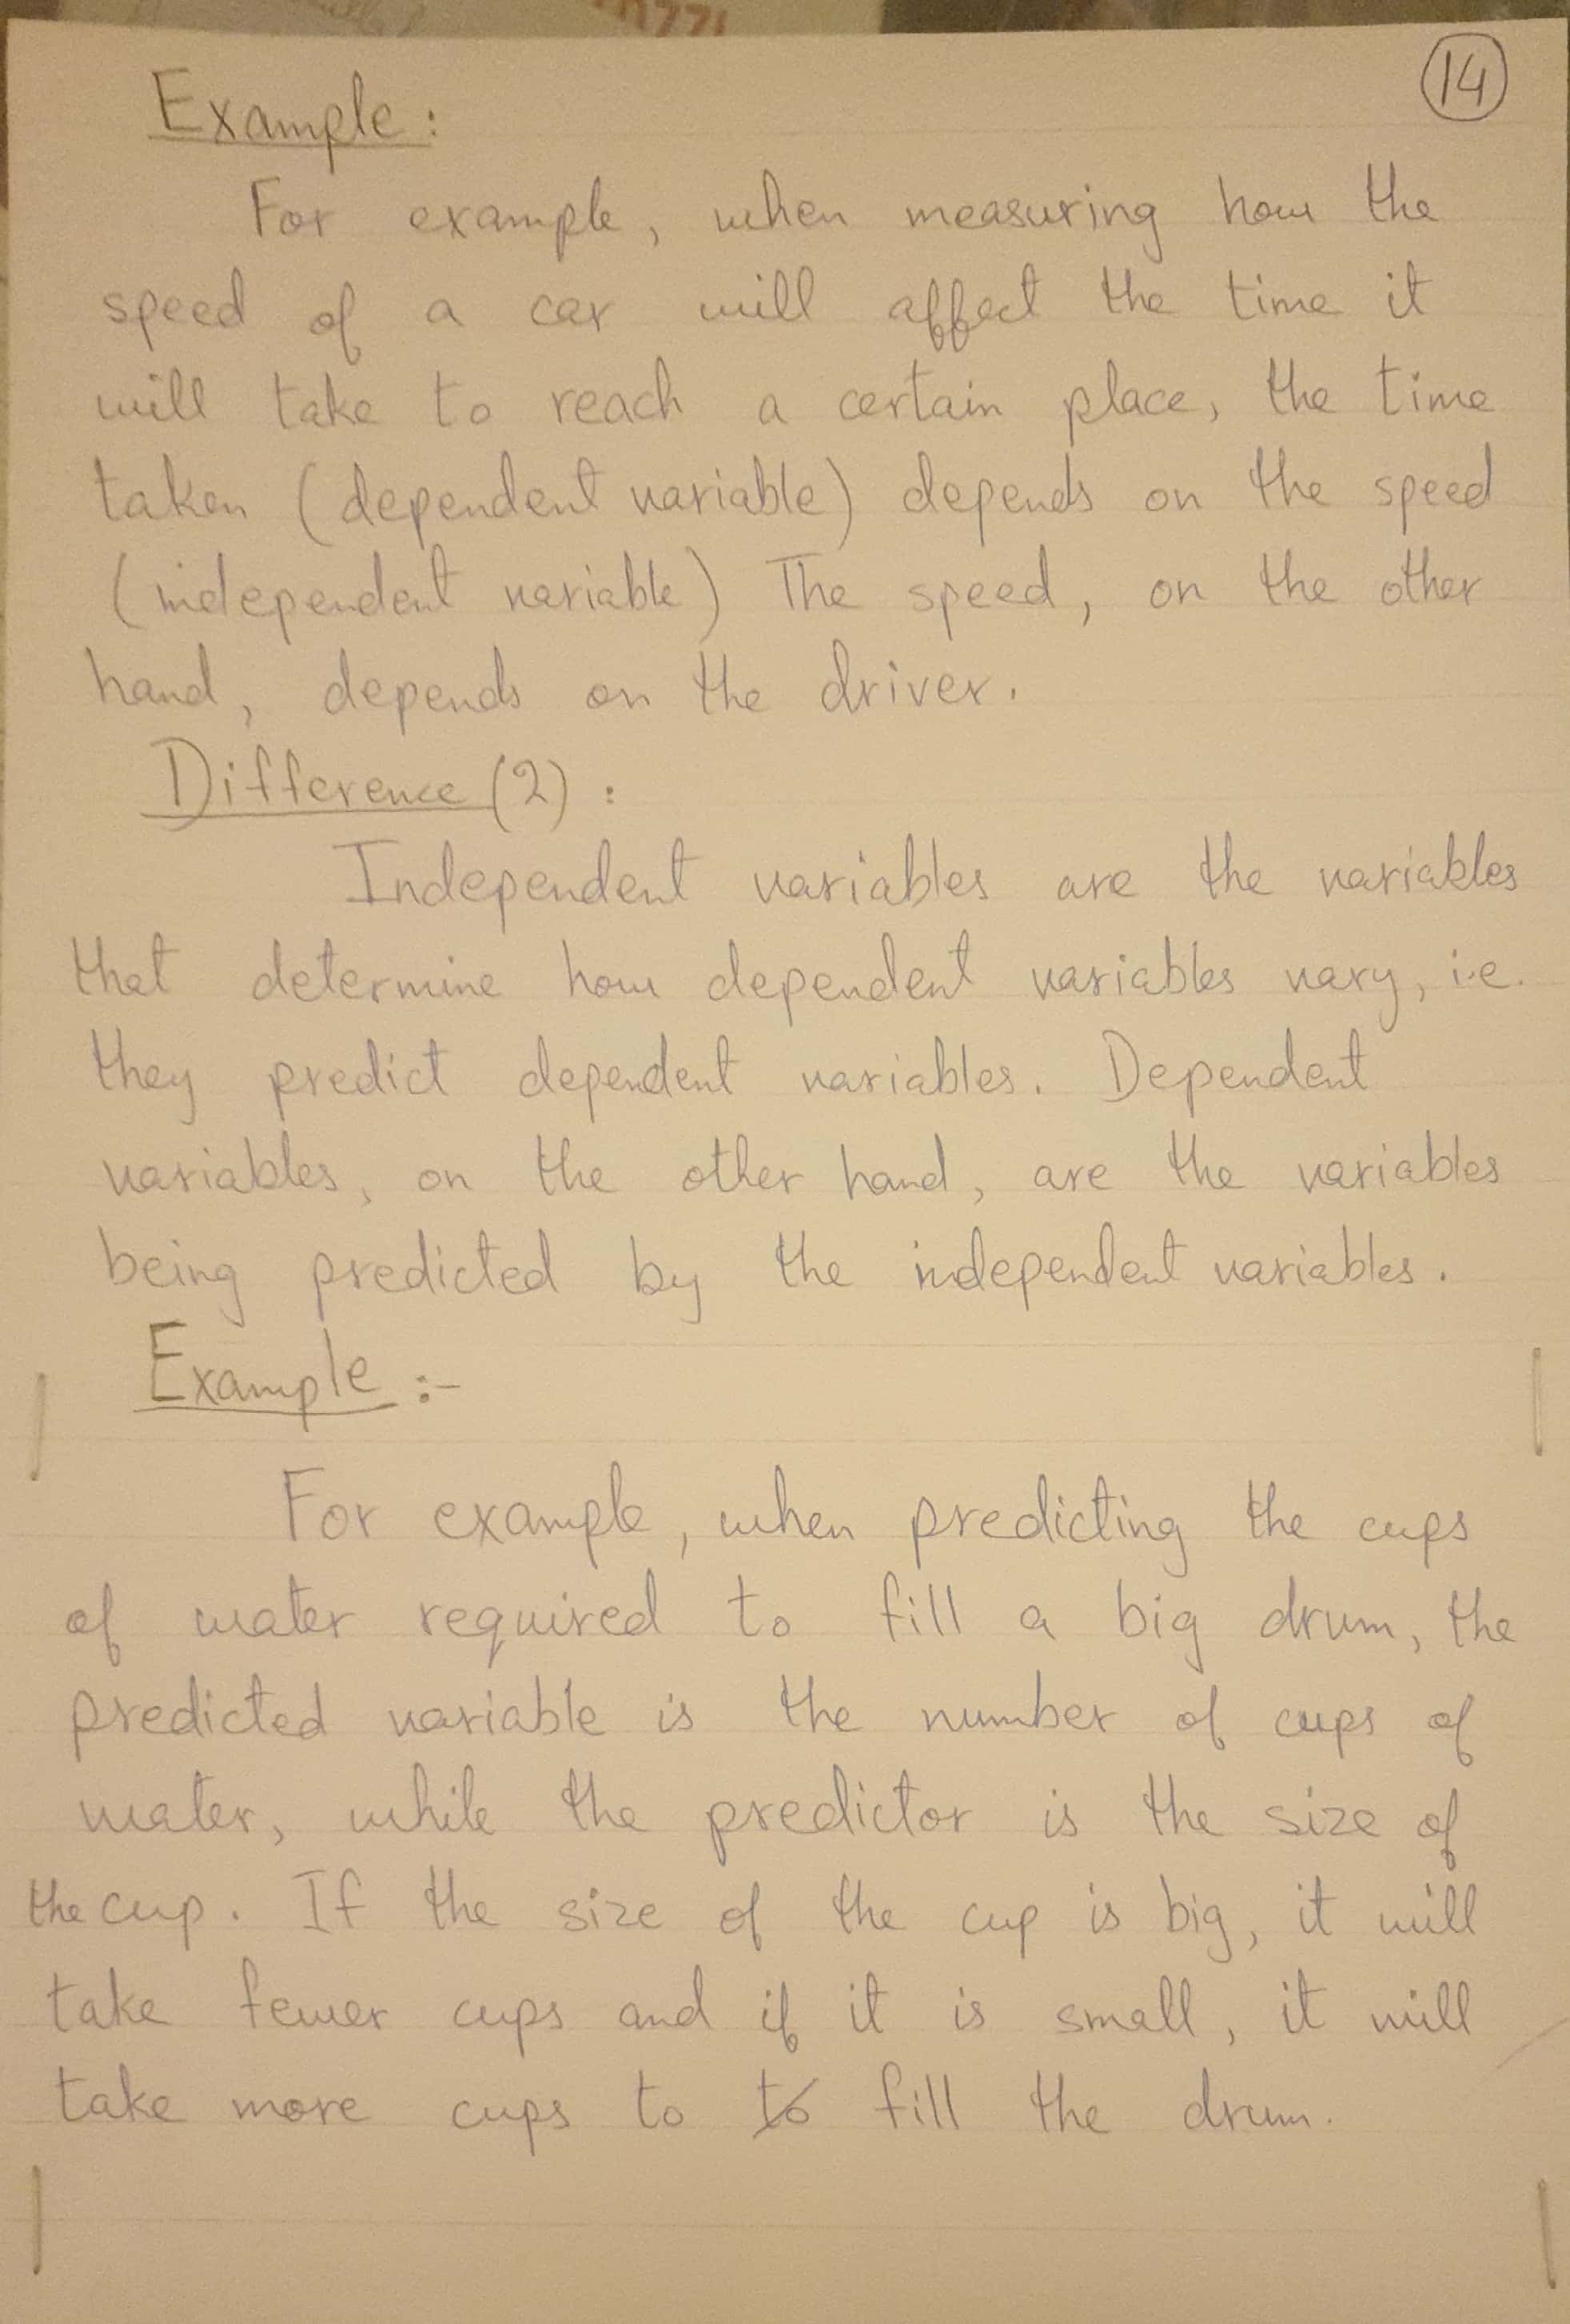 14
Example:
For example, when measuring how the
speed of a car will affect the time it
will take to reach a certain place, the time
taken (dependent variable) depends on the speed
(independent variable) The speed, on the other
hand, depends on the driver.
Difference (2):
Independent variables are the variables
that determine how dependent variables vary, i.e.
they predict dependent variables. Dependent
variables, on the other hand, are the variables
being predicted by the independent variables.
Example :-
For example, when predicting the cups
of water required to fill a big drum, the
predicted variable is the number of cups of
water, while the predictor is the size of
the cup. If the size of the cup is big, it will
take fewer cups and if it is small, it will
take more cups to to fill the drum.